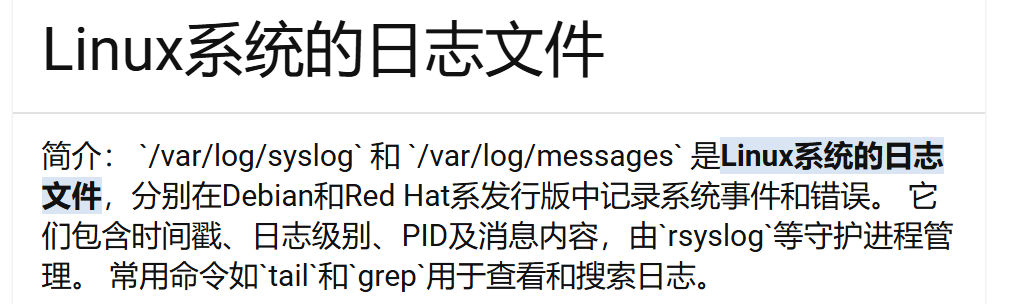 Linux系统的日志文件
简介： `/var/log/syslog` 和 `/var/log/messages` 是Linux系统的日志
文件，分别在Debian和Red Hat系发行版中记录系统事件和错误。 它
们包含时间戳、日志级别、PID及消息内容，由`rsyslog`等守护进程管
理。 常用命令如`tail`和`grep`用于查看和搜索日志。